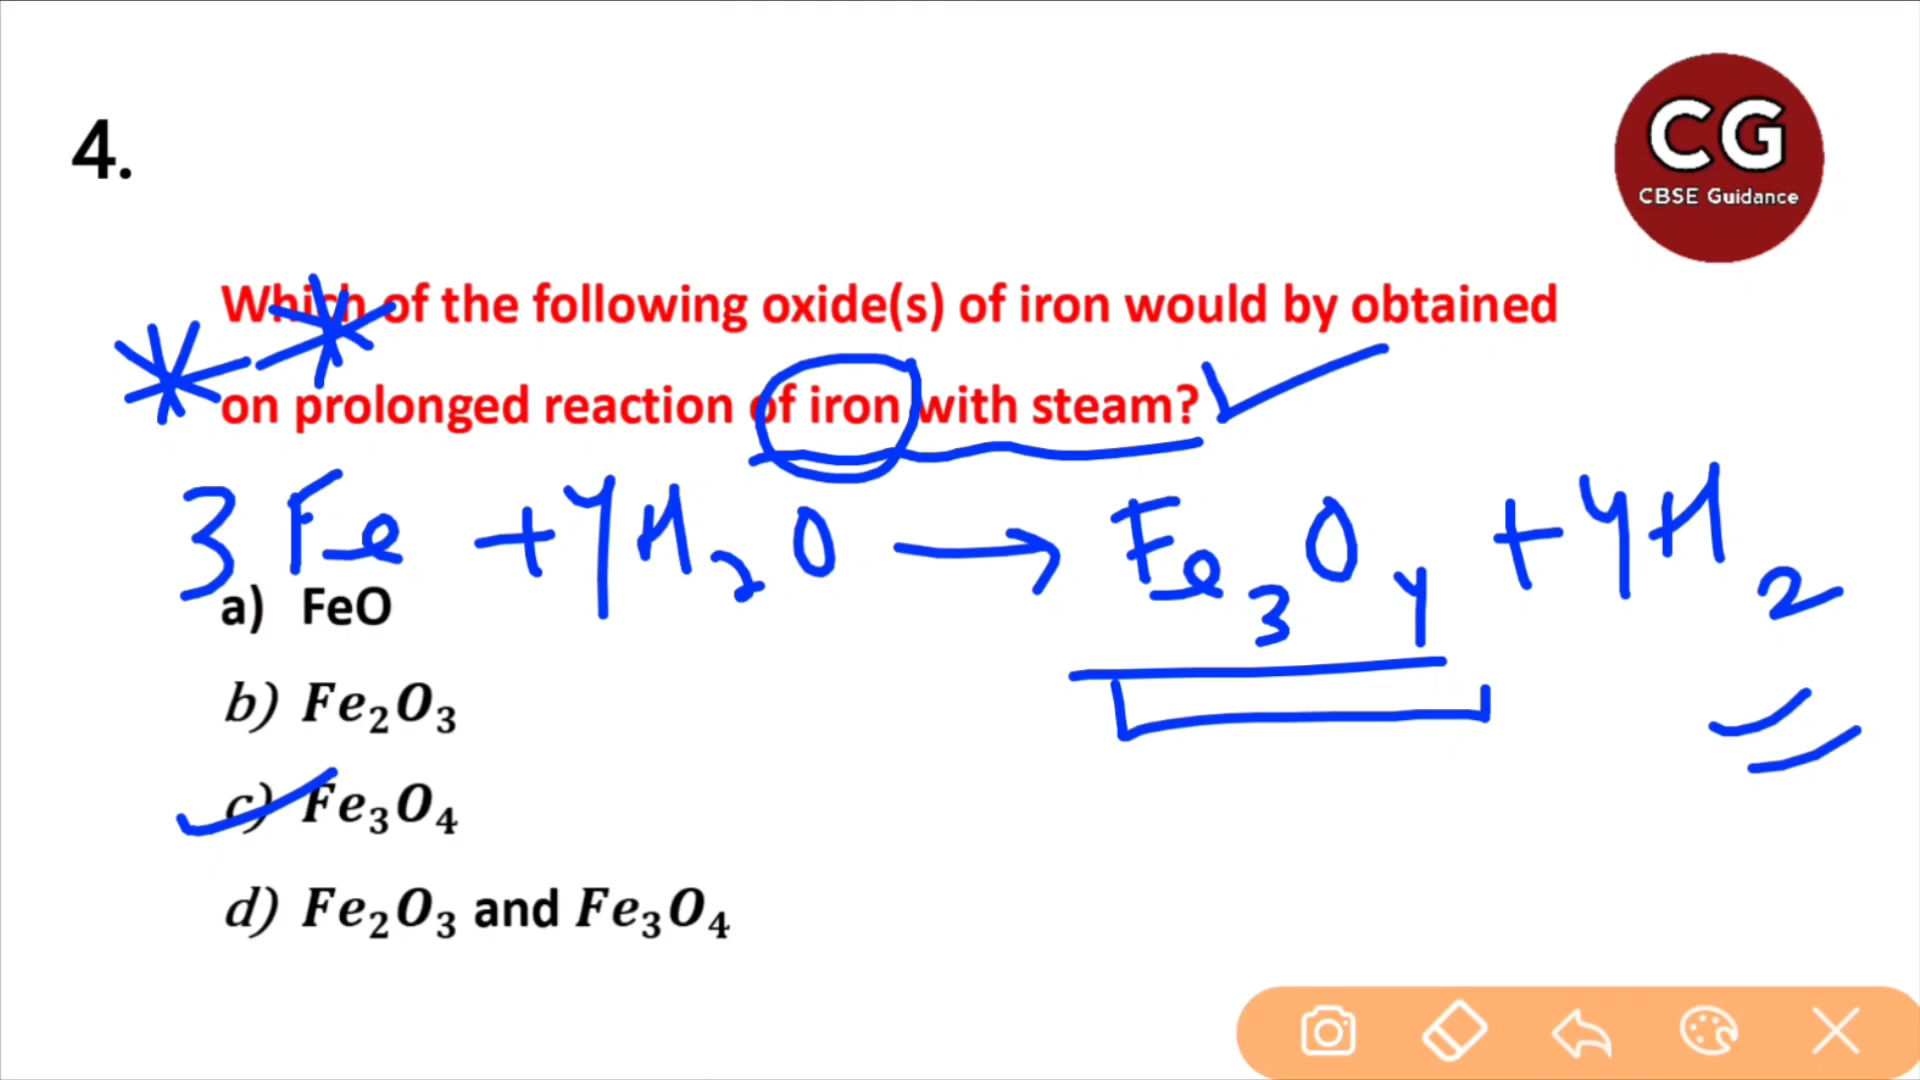 CG
CBSE Guidance
4.
Which of the following oxide(s) of iron would by obtained
on prolonged reaction of iron with steam?
3Fe + 4H₂O → Fe₃O₄ + 4H₂
a) FeO
b) Fe₂O₃
c) Fe₃O₄
d) Fe₂O₃ and Fe₃O₄